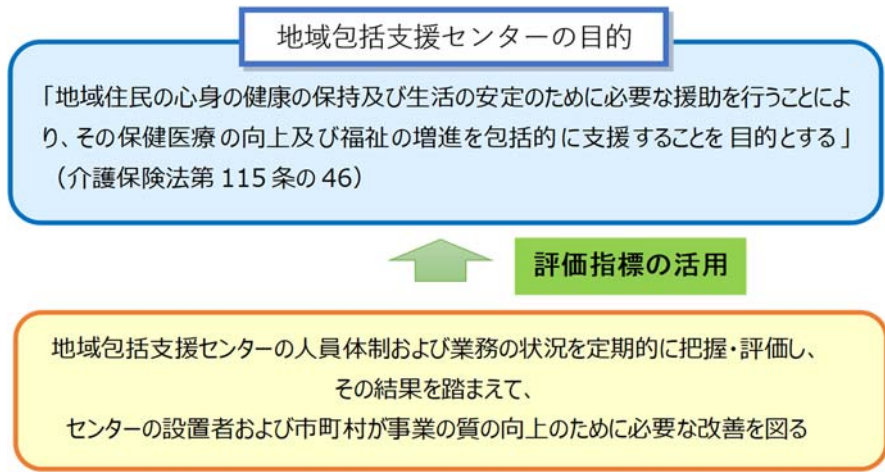 地域包括支援センターの目的
「地域住民の心身の健康の保持及び生活の安定のために必要な援助を行うことによ
り、その保健医療の向上及び福祉の増進を包括的に支援することを目的とする」
（介護保険法第 115 条の 46）
評価指標の活用
地域包括支援センターの人員体制および業務の状況を定期的に把握・評価し、
その結果を踏まえて、
センターの設置者および市町村が事業の質の向上のために必要な改善を図る